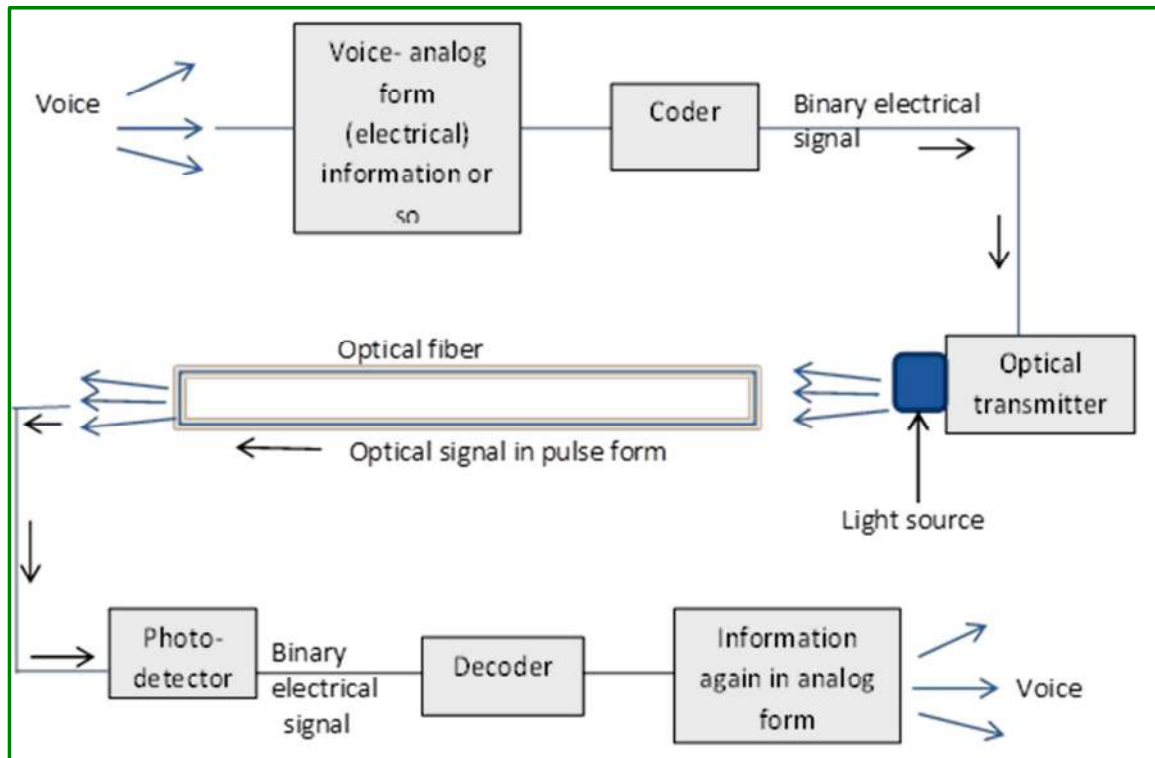 Voice
Voice- analog
form
(electrical)
information or
so
Coder
Binary electrical
signal
Optical fiber
Optical
transmitter
Optical signal in pulse form
Light source
Photo-
detector
Binary
electrical
signal
Decoder
Information
again in analog
form
Voice